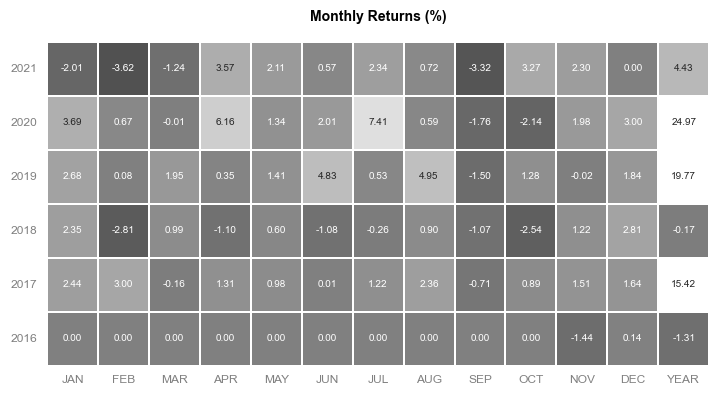 Monthly Returns (%)
2021 -2.01 -3.62 -1.24 3.57 2.11 0.57 2.34 0.72 -3.32 3.27 2.30 0.00 4.43
2020 3.69 0.67 -0.01 6.16 1.34 2.01 7.41 0.59 -1.76 -2.14 1.98 3.00 24.97
2019 2.68 0.08 1.95 0.35 1.41 4.83 0.53 4.95 -1.50 1.28 -0.02 1.84 19.77
2018 2.35 -2.81 0.99 -1.10 0.60 -1.08 -0.26 0.90 -1.07 -2.54 1.22 2.81 -0.17
2017 2.44 3.00 -0.16 1.31 0.98 0.01 1.22 2.36 -0.71 0.89 1.51 1.64 15.42
2016 0.00 0.00 0.00 0.00 0.00 0.00 0.00 0.00 0.00 0.00 -1.44 0.14 -1.31
JAN FEB MAR APR MAY JUN JUL AUG SEP OCT NOV DEC YEAR